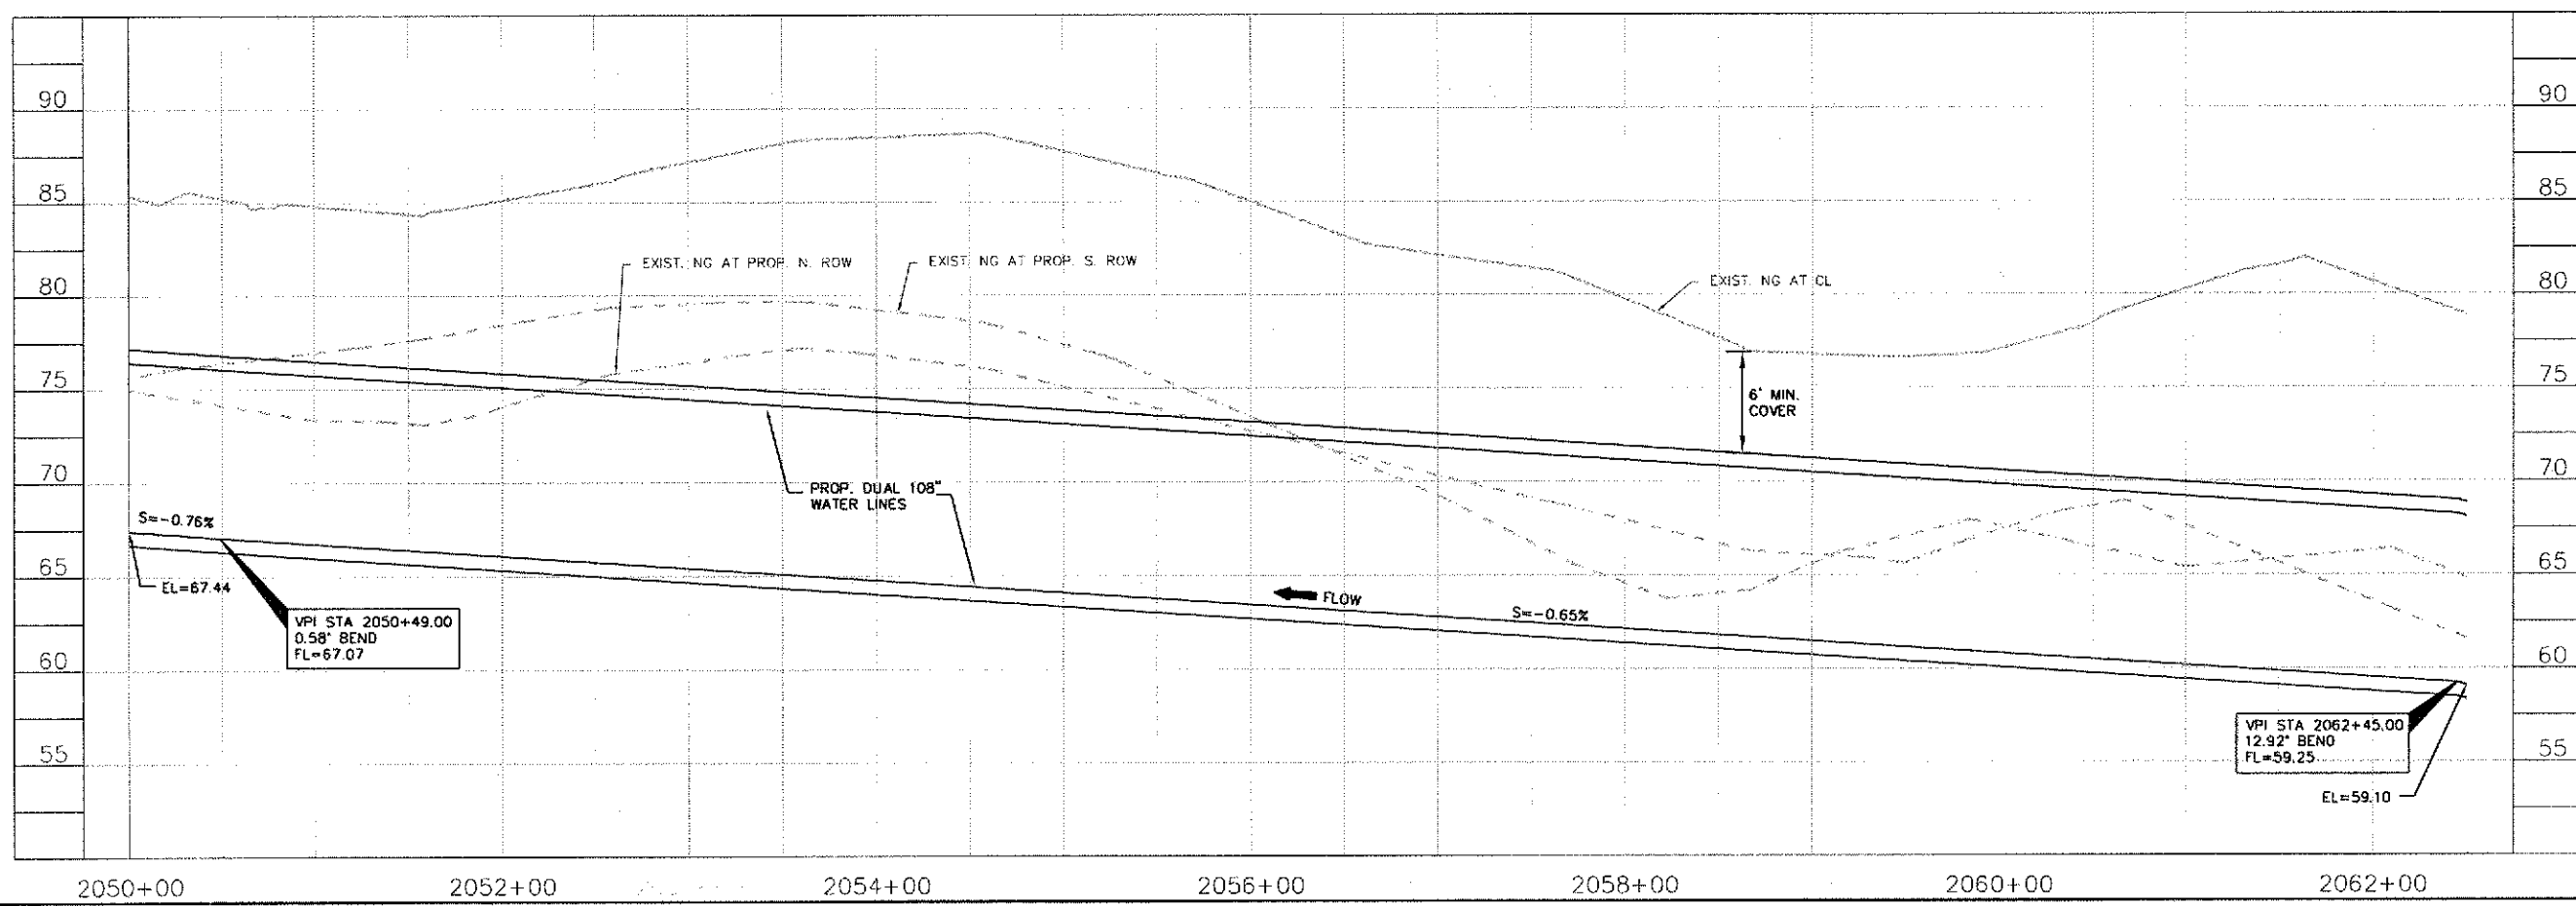 90 90
85 85
EXIST. NG AT PROP. N. ROW
EXIST. NG AT PROP. S. ROW
EXIST. NG AT CL
80 80
75 75
6' MIN.
COVER
70 70
PROP. DUAL 108"
WATER LINES
S=-0.76%
65 65
EL=67.44
FLOW
S=-0.65%
VPI STA 2050+49.00
0.58° BEND
FL=67.07
60 60
VPI STA 2062+45.00
12.92° BEND
FL=59.25
55 55
EL=59.10
2050+00 2052+00 2054+00 2056+00 2058+00 2060+00 2062+00